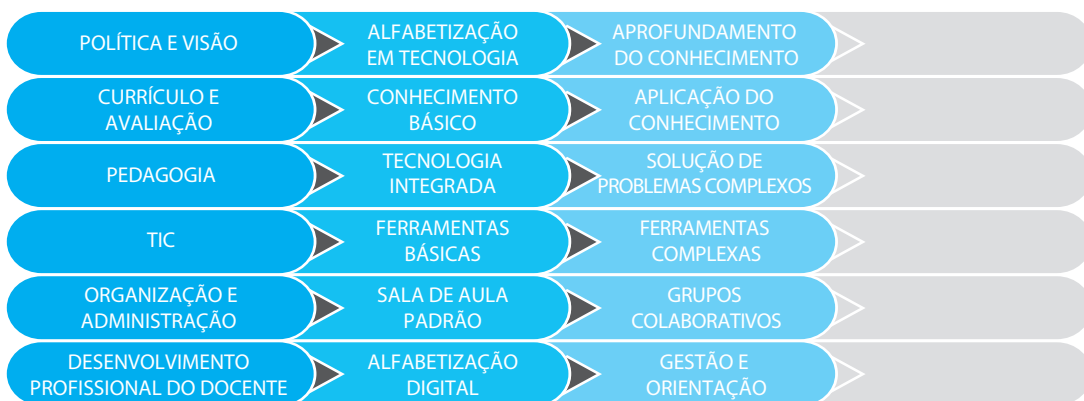 POLÍTICA E VISÃO
ALFABETIZAÇÃO
EM TECNOLOGIA
APROFUNDAMENTO
DO CONHECIMENTO
CURRÍCULO E
AVALIAÇÃO
CONHECIMENTO
BÁSICO
APLICAÇÃO DO
CONHECIMENTO
PEDAGOGIA
TECNOLOGIA
INTEGRADA
SOLUÇÃO DE
PROBLEMAS COMPLEXOS
TIC
FERRAMENTAS
BÁSICAS
FERRAMENTAS
COMPLEXAS
ORGANIZAÇÃO E
ADMINISTRAÇÃO
SALA DE AULA
PADRÃO
GRUPOS
COLABORATIVOS
DESENVOLVIMENTO
PROFISSIONAL DO DOCENTE
ALFABETIZAÇÃO
DIGITAL
GESTÃO E
ORIENTAÇÃO